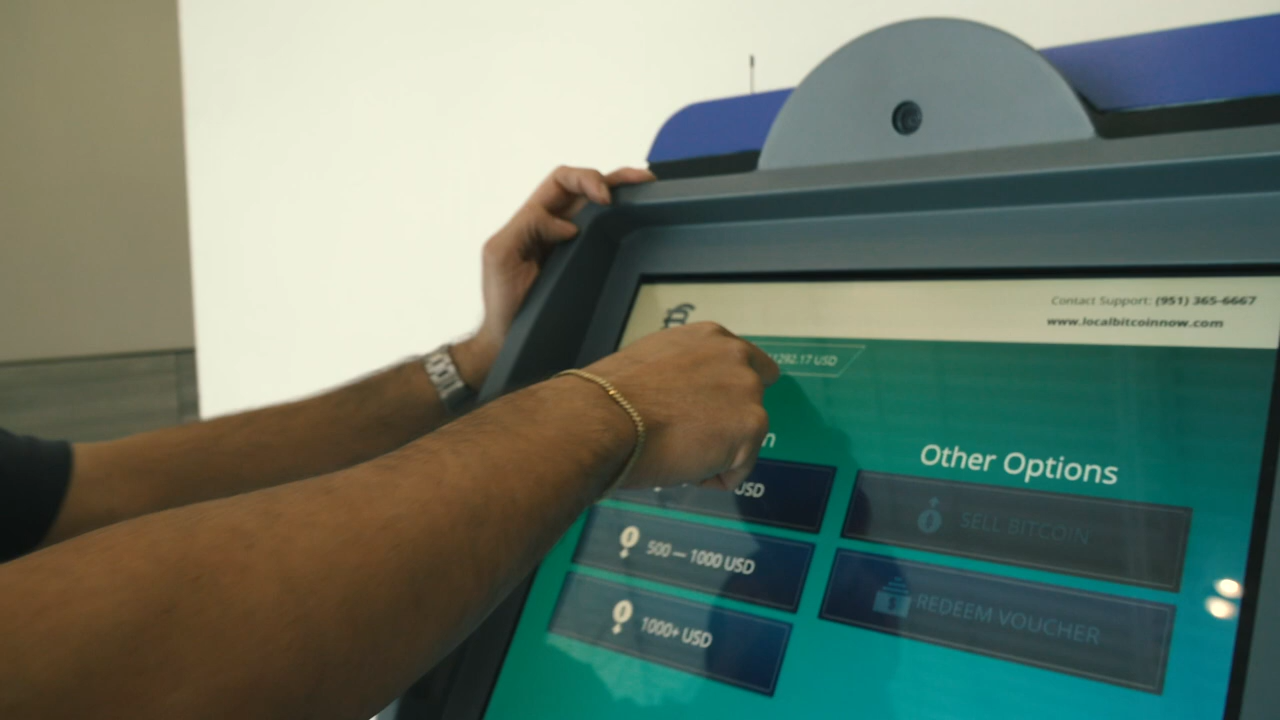 Contact Support: (951) 365-6667
www.localbitcoinnow.com
1292.17 USD
n
Other Options
USD
SELL BITCOIN
500 — 1000 USD
REDEEM VOUCHER
1000+ USD